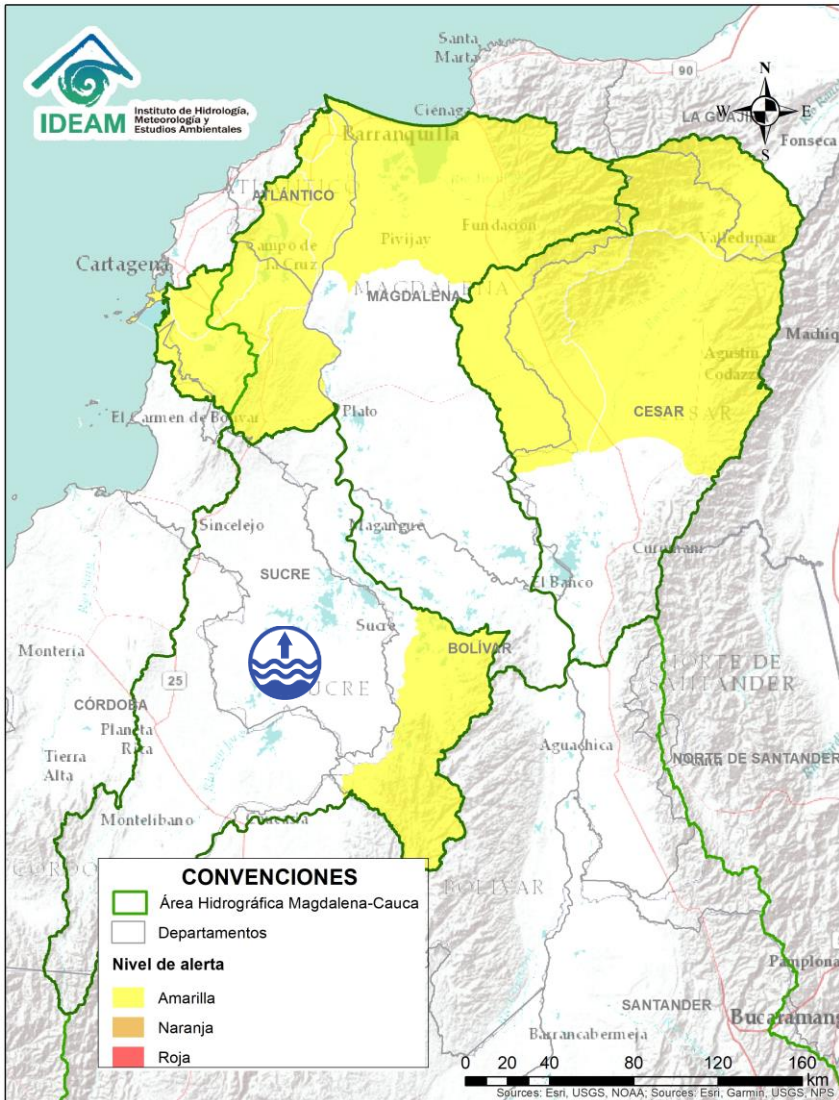 IDEAM
Instituto de Hidrología,
Meteorología y
Estudios Ambientales
Santa
Marta
90
N
W
E
S
LA GUAJIRA
Ciénaga
Fonseca
Barranquilla
ATLÁNTICO
Fundación
Valledupar
Pivijay
Campo de
la Cruz
Cartagena
MAGDALENA
MAGDALENA
Agustín
Codazzi
El Carmen de Bolívar
Plato
CESAR
Sincelejo
Magangué
Curumaní
SUCRE
El Banco
Sucre
Montería
BOLÍVAR
SUCRE
NORTE DE
SANTANDER
25
CÓRDOBA
Planeta
Rica
Aguachica
NORTE DE SANTANDER
Tierra
Alta
Montelíbano
BOLÍVAR
CONVENCIONES
Área Hidrográfica Magdalena-Cauca
Departamentos
Nivel de alerta
Amarilla
Naranja
Roja
Pamplona
SANTANDER
Bucaramang
Barrancabermeja
0 20 40 80 120 160
km
Sources: Esri, USGS, NOAA; Sources: Esri, Garmin, USGS, NPS